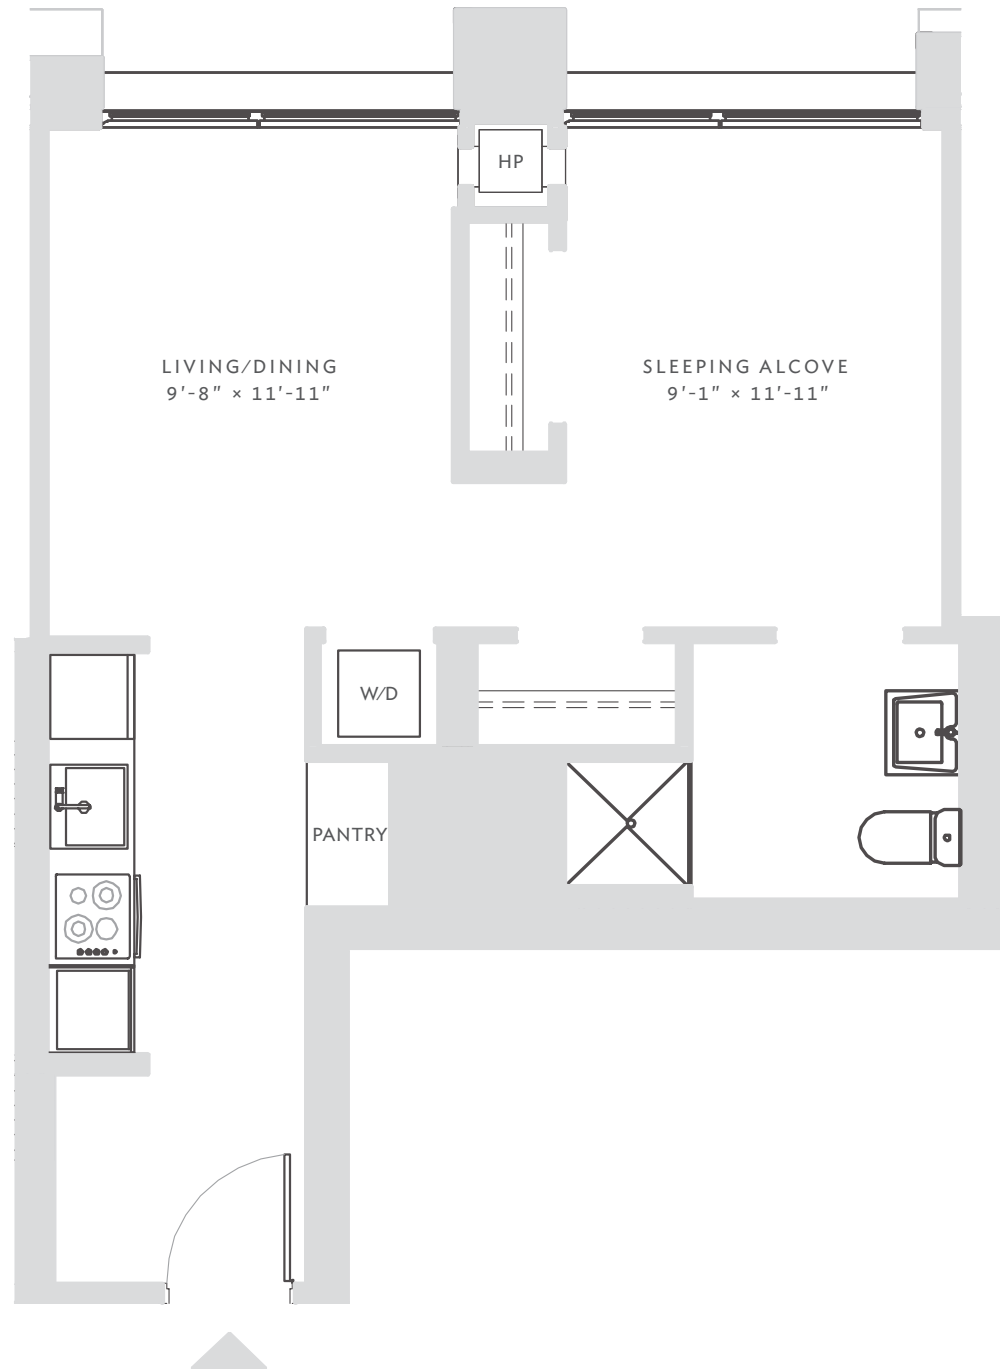 HP
LIVING/DINING
9'-8" × 11'-11"
SLEEPING ALCOVE
9'-1" × 11'-11"
W/D
PANTRY